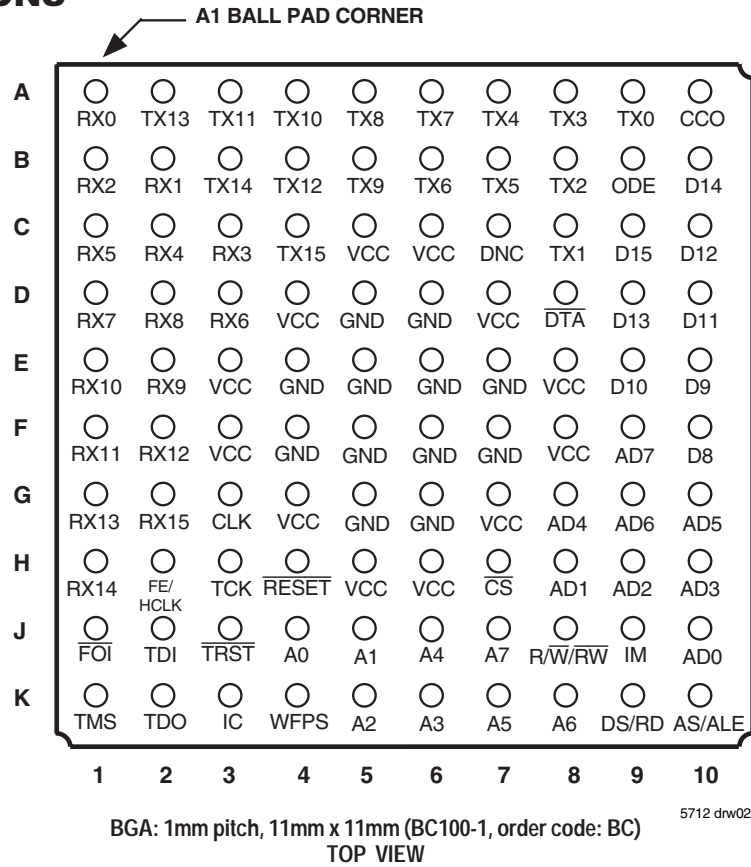 A1 BALL PAD CORNER
A
RX0 TX13 TX11 TX10 TX8 TX7 TX4 TX3 TX0 CCO
B
RX2 RX1 TX14 TX12 TX9 TX6 TX5 TX2 ODE D14
C
RX5 RX4 RX3 TX15 VCC VCC DNC TX1 D15 D12
D
RX7 RX8 RX6 VCC GND GND VCC DTA D13 D11
E
RX10 RX9 VCC GND GND GND GND VCC D10 D9
F
RX11 RX12 VCC GND GND GND GND VCC AD7 D8
G
RX13 RX15 CLK VCC GND GND VCC AD4 AD6 AD5
H
RX14 FE/HCLK TCK RESET VCC VCC CS AD1 AD2 AD3
J
FOI TDI TRST A0 A1 A4 A7 R/W/RW IM AD0
K
TMS TDO IC WFPS A2 A3 A5 A6 DS/RD AS/ALE
1 2 3 4 5 6 7 8 9 10
5712 drw02
BGA: 1mm pitch, 11mm x 11mm (BC100-1, order code: BC)
TOP VIEW